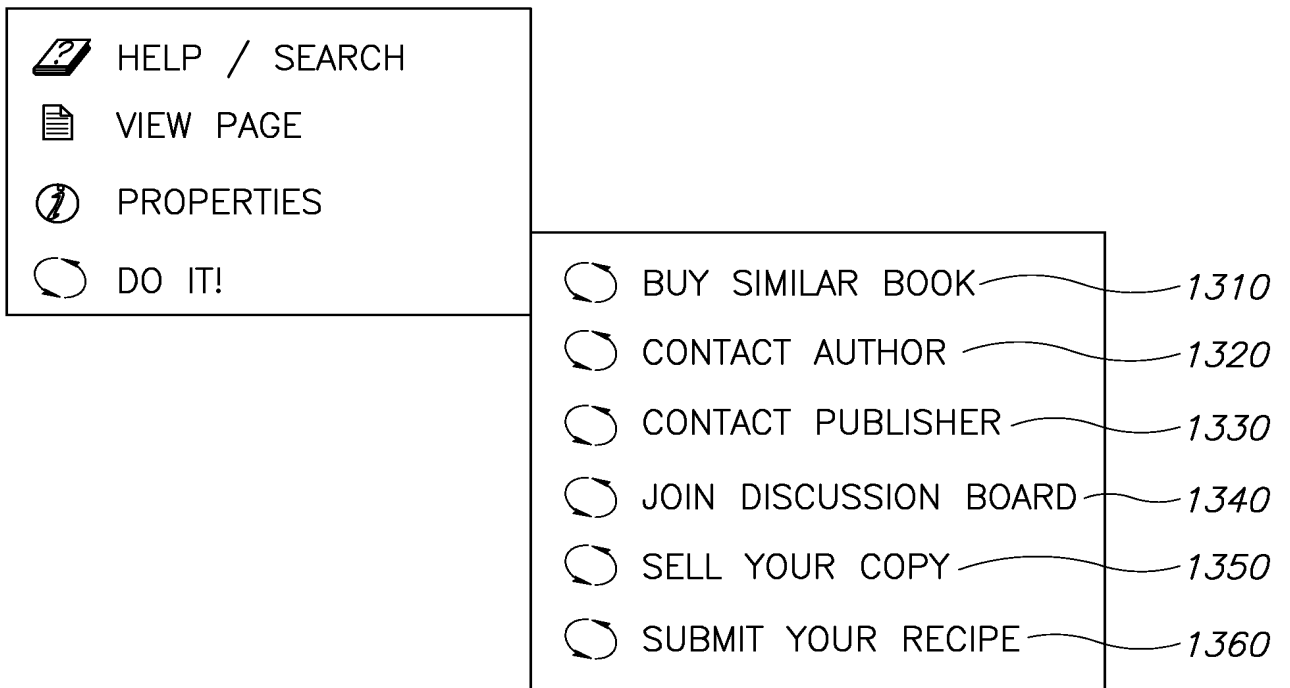 HELP / SEARCH
VIEW PAGE
PROPERTIES
DO IT!
BUY SIMILAR BOOK 1310
CONTACT AUTHOR 1320
CONTACT PUBLISHER 1330
JOIN DISCUSSION BOARD 1340
SELL YOUR COPY 1350
SUBMIT YOUR RECIPE 1360